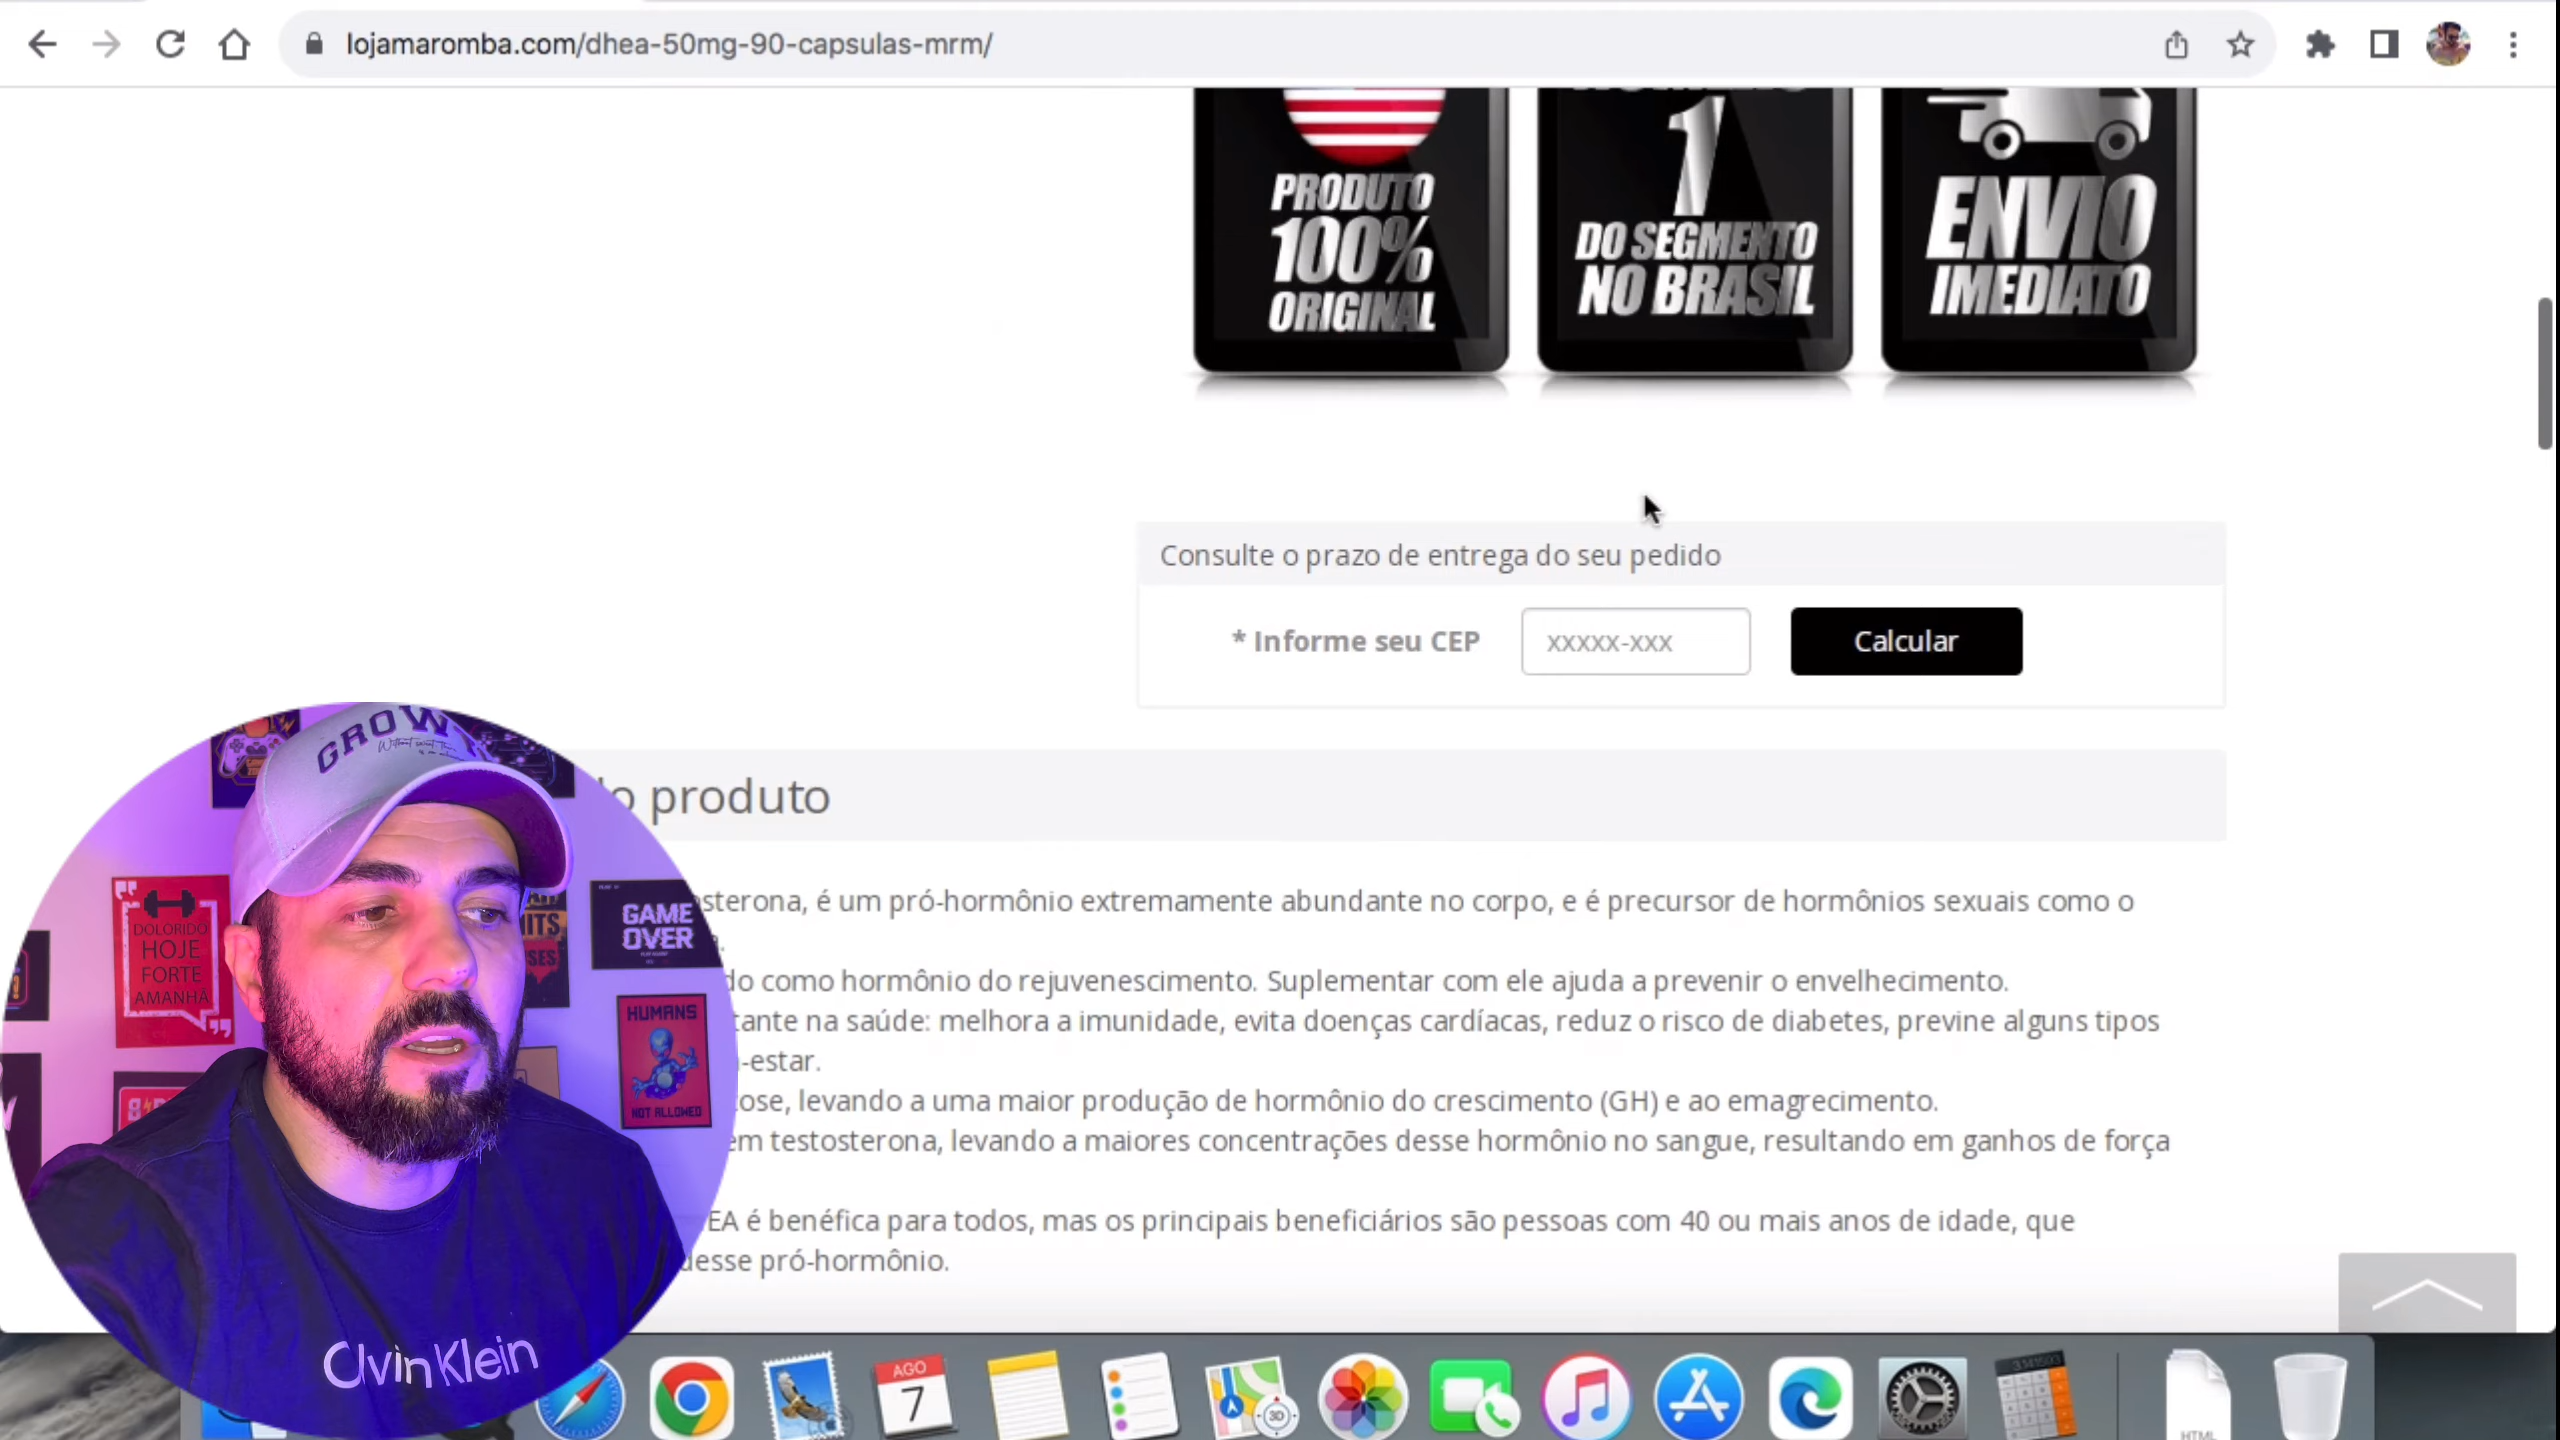 lojamaromba.com/dhea-50mg-90-capsulas-mrm/
PRODUTO
100%
ORIGINAL
1
DO SEGMENTO
NO BRASIL
ENVIO
IMEDIATO
Consulte o prazo de entrega do seu pedido
* Informe seu CEP
xxxxx-xxx
Calcular
o produto
sterona, é um pró-hormônio extremamente abundante no corpo, e é precursor de hormônios sexuais como o
do como hormônio do rejuvenescimento. Suplementar com ele ajuda a prevenir o envelhecimento.
tante na saúde: melhora a imunidade, evita doenças cardíacas, reduz o risco de diabetes, previne alguns tipos
-estar.
ose, levando a uma maior produção de hormônio do crescimento (GH) e ao emagrecimento.
em testosterona, levando a maiores concentrações desse hormônio no sangue, resultando em ganhos de força
EA é benéfica para todos, mas os principais beneficiários são pessoas com 40 ou mais anos de idade, que
desse pró-hormônio.
GROW
DOLORIDO
HOJE
FORTE
AMANHÃ
GAME
OVER
HUMANS
NOT ALLOWED
Clvin Klein
AGO
7
3D
HTML